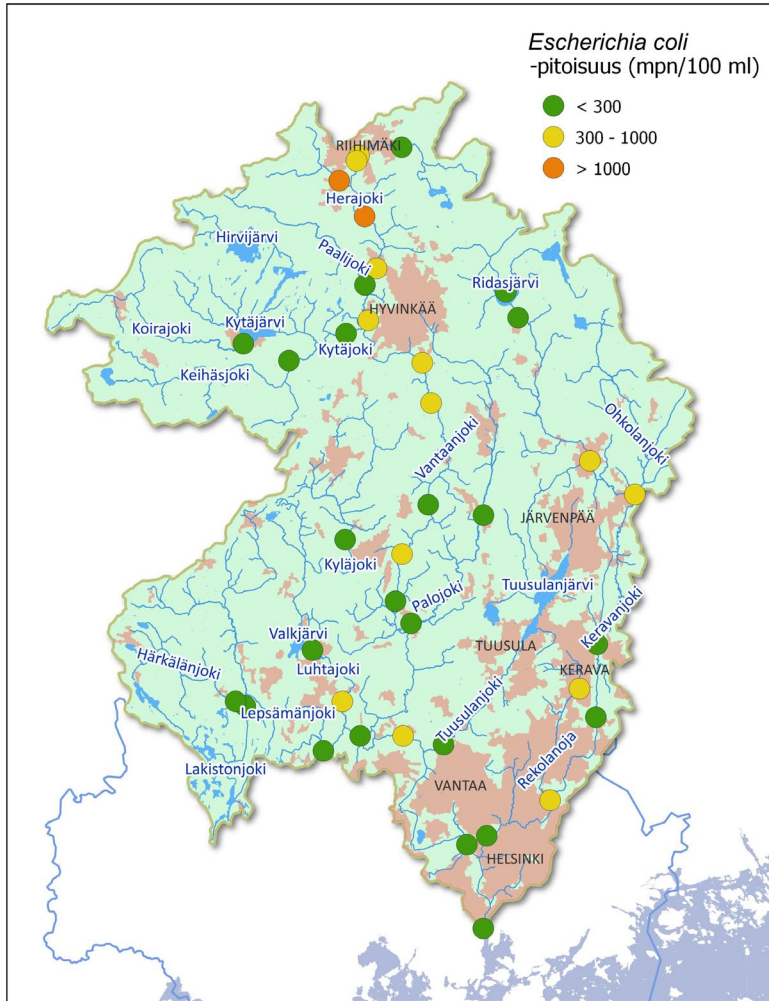 Escherichia coli
-pitoisuus (mpn/100 ml)
< 300
300 - 1000
> 1000
RIIHIMÄKI
Herajoki
Hirvijärvi
Paalijoki
Ridasjärvi
HYVINKÄÄ
Koirajoki
Kytäjärvi
Kytäjoki
Keihäsjoki
Ohkolanjoki
Vantaanjoki
JÄRVENPÄÄ
Kyläjoki
Tuusulanjärvi
Palojoki
Keravanjoki
Valkjärvi
TUUSULA
Härkälänjoki
Luhtajoki
KERAVA
Lepsämänjoki
Tuusulanjoki
Rekolanoja
Lakistonjoki
VANTAA
HELSINKI